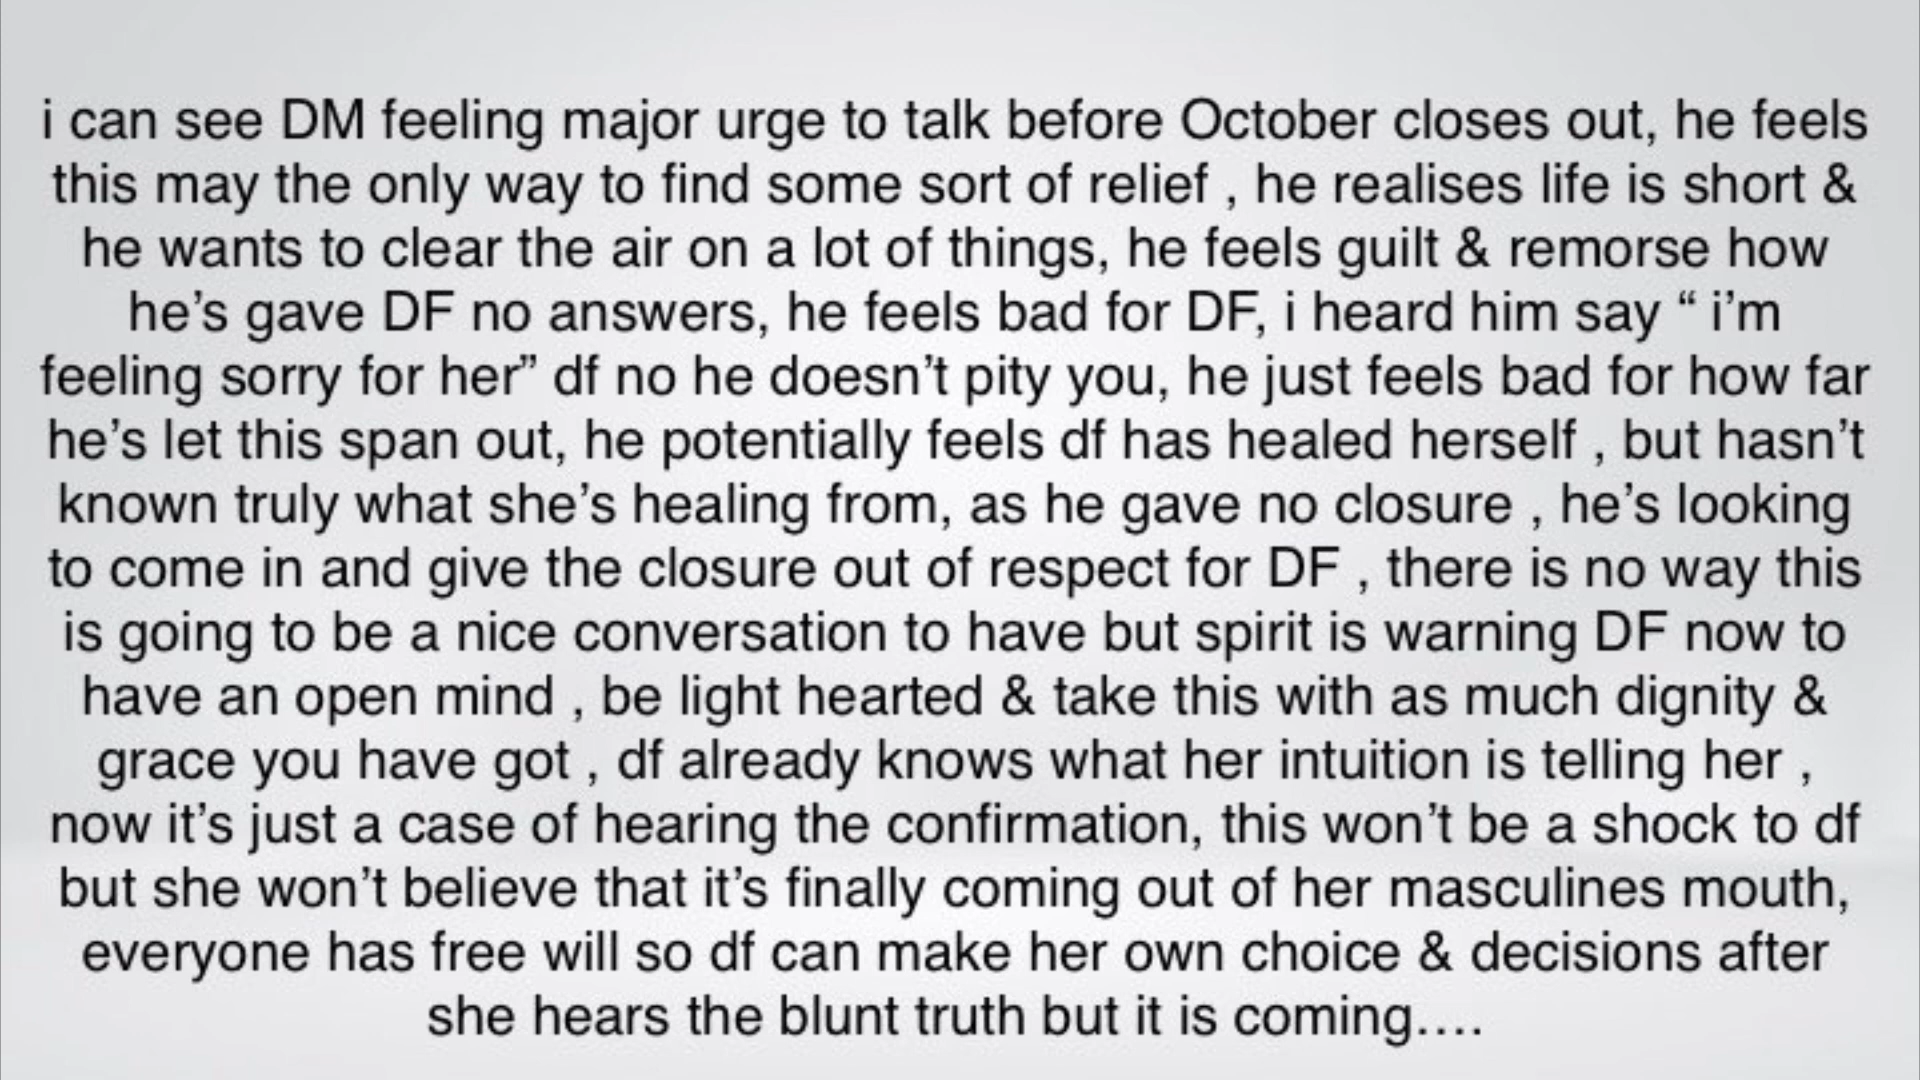 i can see DM feeling major urge to talk before October closes out, he feels
this may the only way to find some sort of relief , he realises life is short &
he wants to clear the air on a lot of things, he feels guilt & remorse how
he’s gave DF no answers, he feels bad for DF, i heard him say “ i’m
feeling sorry for her” df no he doesn’t pity you, he just feels bad for how far
he’s let this span out, he potentially feels df has healed herself , but hasn’t
known truly what she’s healing from, as he gave no closure , he’s looking
to come in and give the closure out of respect for DF , there is no way this
is going to be a nice conversation to have but spirit is warning DF now to
have an open mind , be light hearted & take this with as much dignity &
grace you have got , df already knows what her intuition is telling her ,
now it’s just a case of hearing the confirmation, this won’t be a shock to df
but she won’t believe that it’s finally coming out of her masculines mouth,
everyone has free will so df can make her own choice & decisions after
she hears the blunt truth but it is coming....